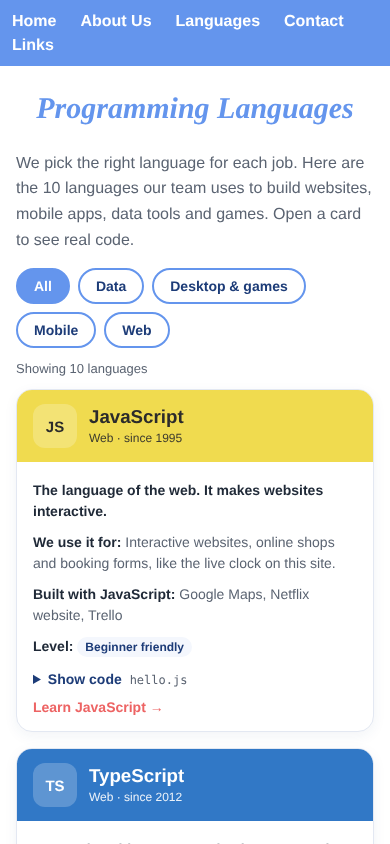 Home About Us Languages Contact
Links
Programming Languages
We pick the right language for each job. Here are
the 10 languages our team uses to build websites,
mobile apps, data tools and games. Open a card
to see real code.
All Data Desktop & games
Mobile Web
Showing 10 languages
JS JavaScript
Web · since 1995
The language of the web. It makes websites
interactive.
We use it for: Interactive websites, online shops
and booking forms, like the live clock on this site.
Built with JavaScript: Google Maps, Netflix
website, Trello
Level: Beginner friendly
▶ Show code hello.js
Learn JavaScript →
TS TypeScript
Web · since 2012